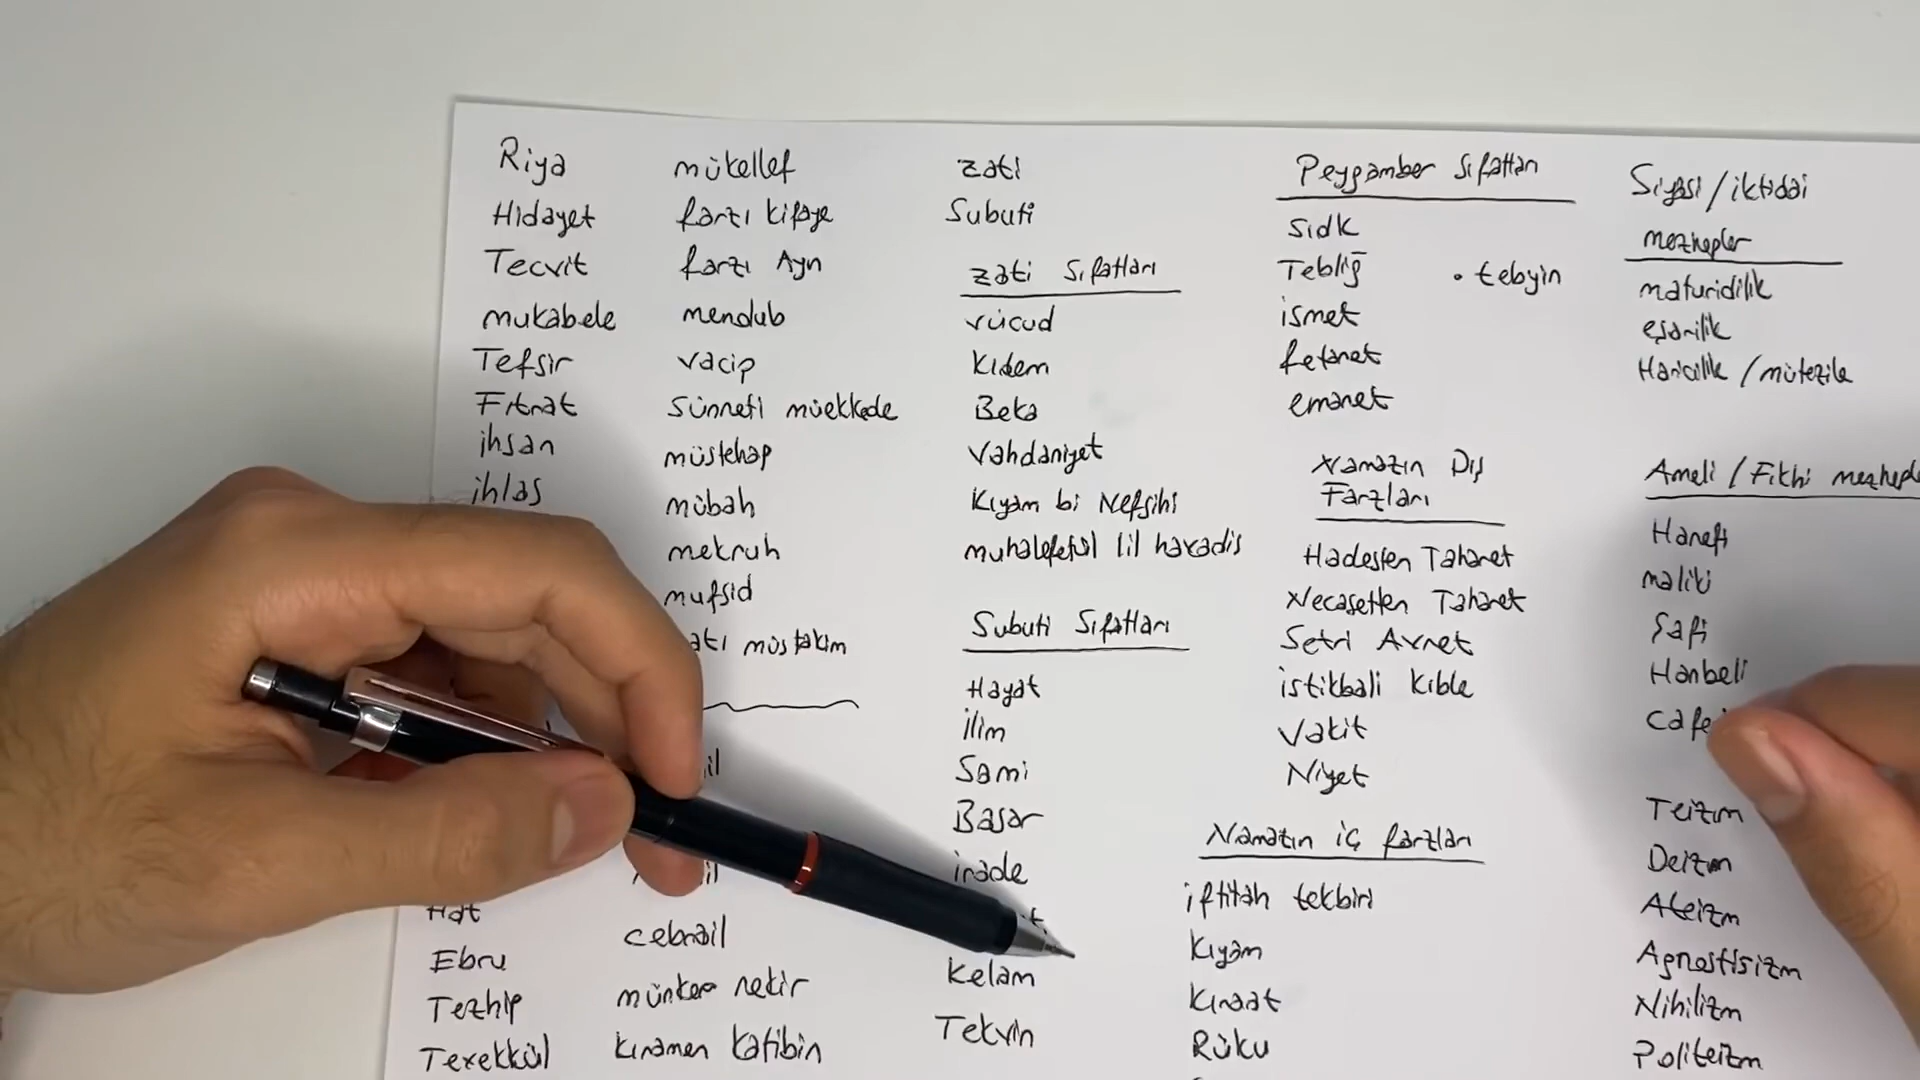 Riya
Hidayet
Tecvit
mukabele
Tefsir
Fıtrat
ihsan
ihlas
Hat
Ebru
Tezhip
Tevekkül
mükellef
farzı kifaye
farzı Ayn
mendub
vacip
Sünneti müekkede
müstehap
mübah
mekruh
mufsid
müstakim
cebrail
münker nekir
kıramen katibin
zati
Subuti
zati Sıfatları
vücud
Kıdem
Beka
Vahdaniyet
Kıyam bi Nefsihi
muhalefetül lil havadis
Subuti Sıfatları
Hayat
ilim
Sami
Basar
irade
Kelam
Tekvin
Peygamber Sıfatları
Sıdk
Tebliğ • tebyin
ismet
fetanet
emanet
Namazın Dış
Farzları
Hadesten Taharet
Necasetten Taharet
Setri Avret
istikbali Kıble
Vakit
Niyet
Namazın iç farzları
iftitah tekbiri
Kıyam
Kıraat
Rüku
Siyasi / iktidai
mezhepler
maturidilik
eşarilik
Haricilik / mütezile
Ameli / Fıkhi
Hanefi
maliki
Şafi
Hanbeli
Teizm
Deizm
Ateizm
Agnostisizm
Nihilizm
Politeizm